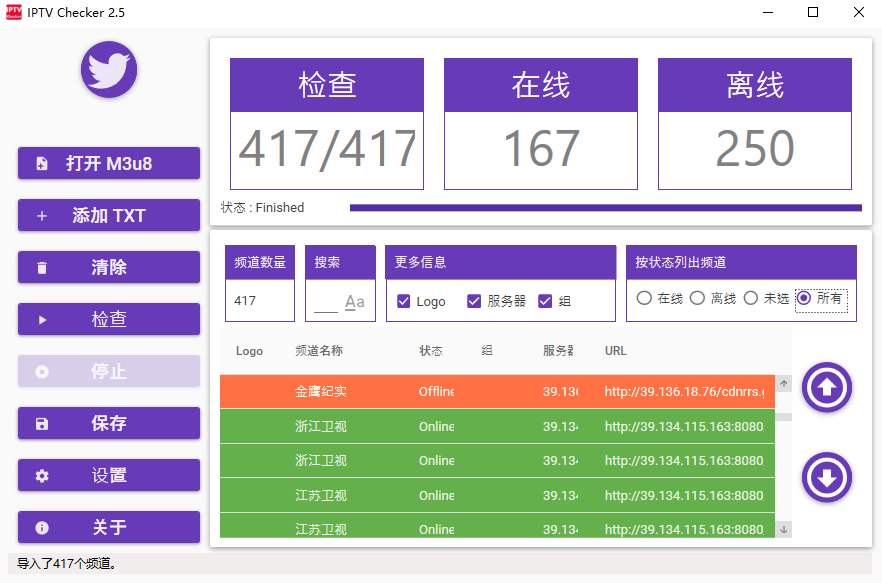 IPTV Checker IPTV Checker 2.5
检查 在线 离线
417/417 167 250
状态 : Finished
打开 M3u8
添加 TXT
清除
检查
停止
保存
设置
关于
频道数量 搜索 更多信息 按状态列出频道
417 Aa Logo 服务器 组 在线 离线 未选 所有
Logo 频道名称 状态 组 服务器 URL
金鹰纪实 Offline 39.13 http://39.136.18.76/cdnrrs.g
浙江卫视 Online 39.134 http://39.134.115.163:8080
浙江卫视 Online 39.134 http://39.134.115.163:8080
江苏卫视 Online 39.134 http://39.134.115.163:8080
江苏卫视 Online 39.134 http://39.134.115.163:8080
导入了417个频道。